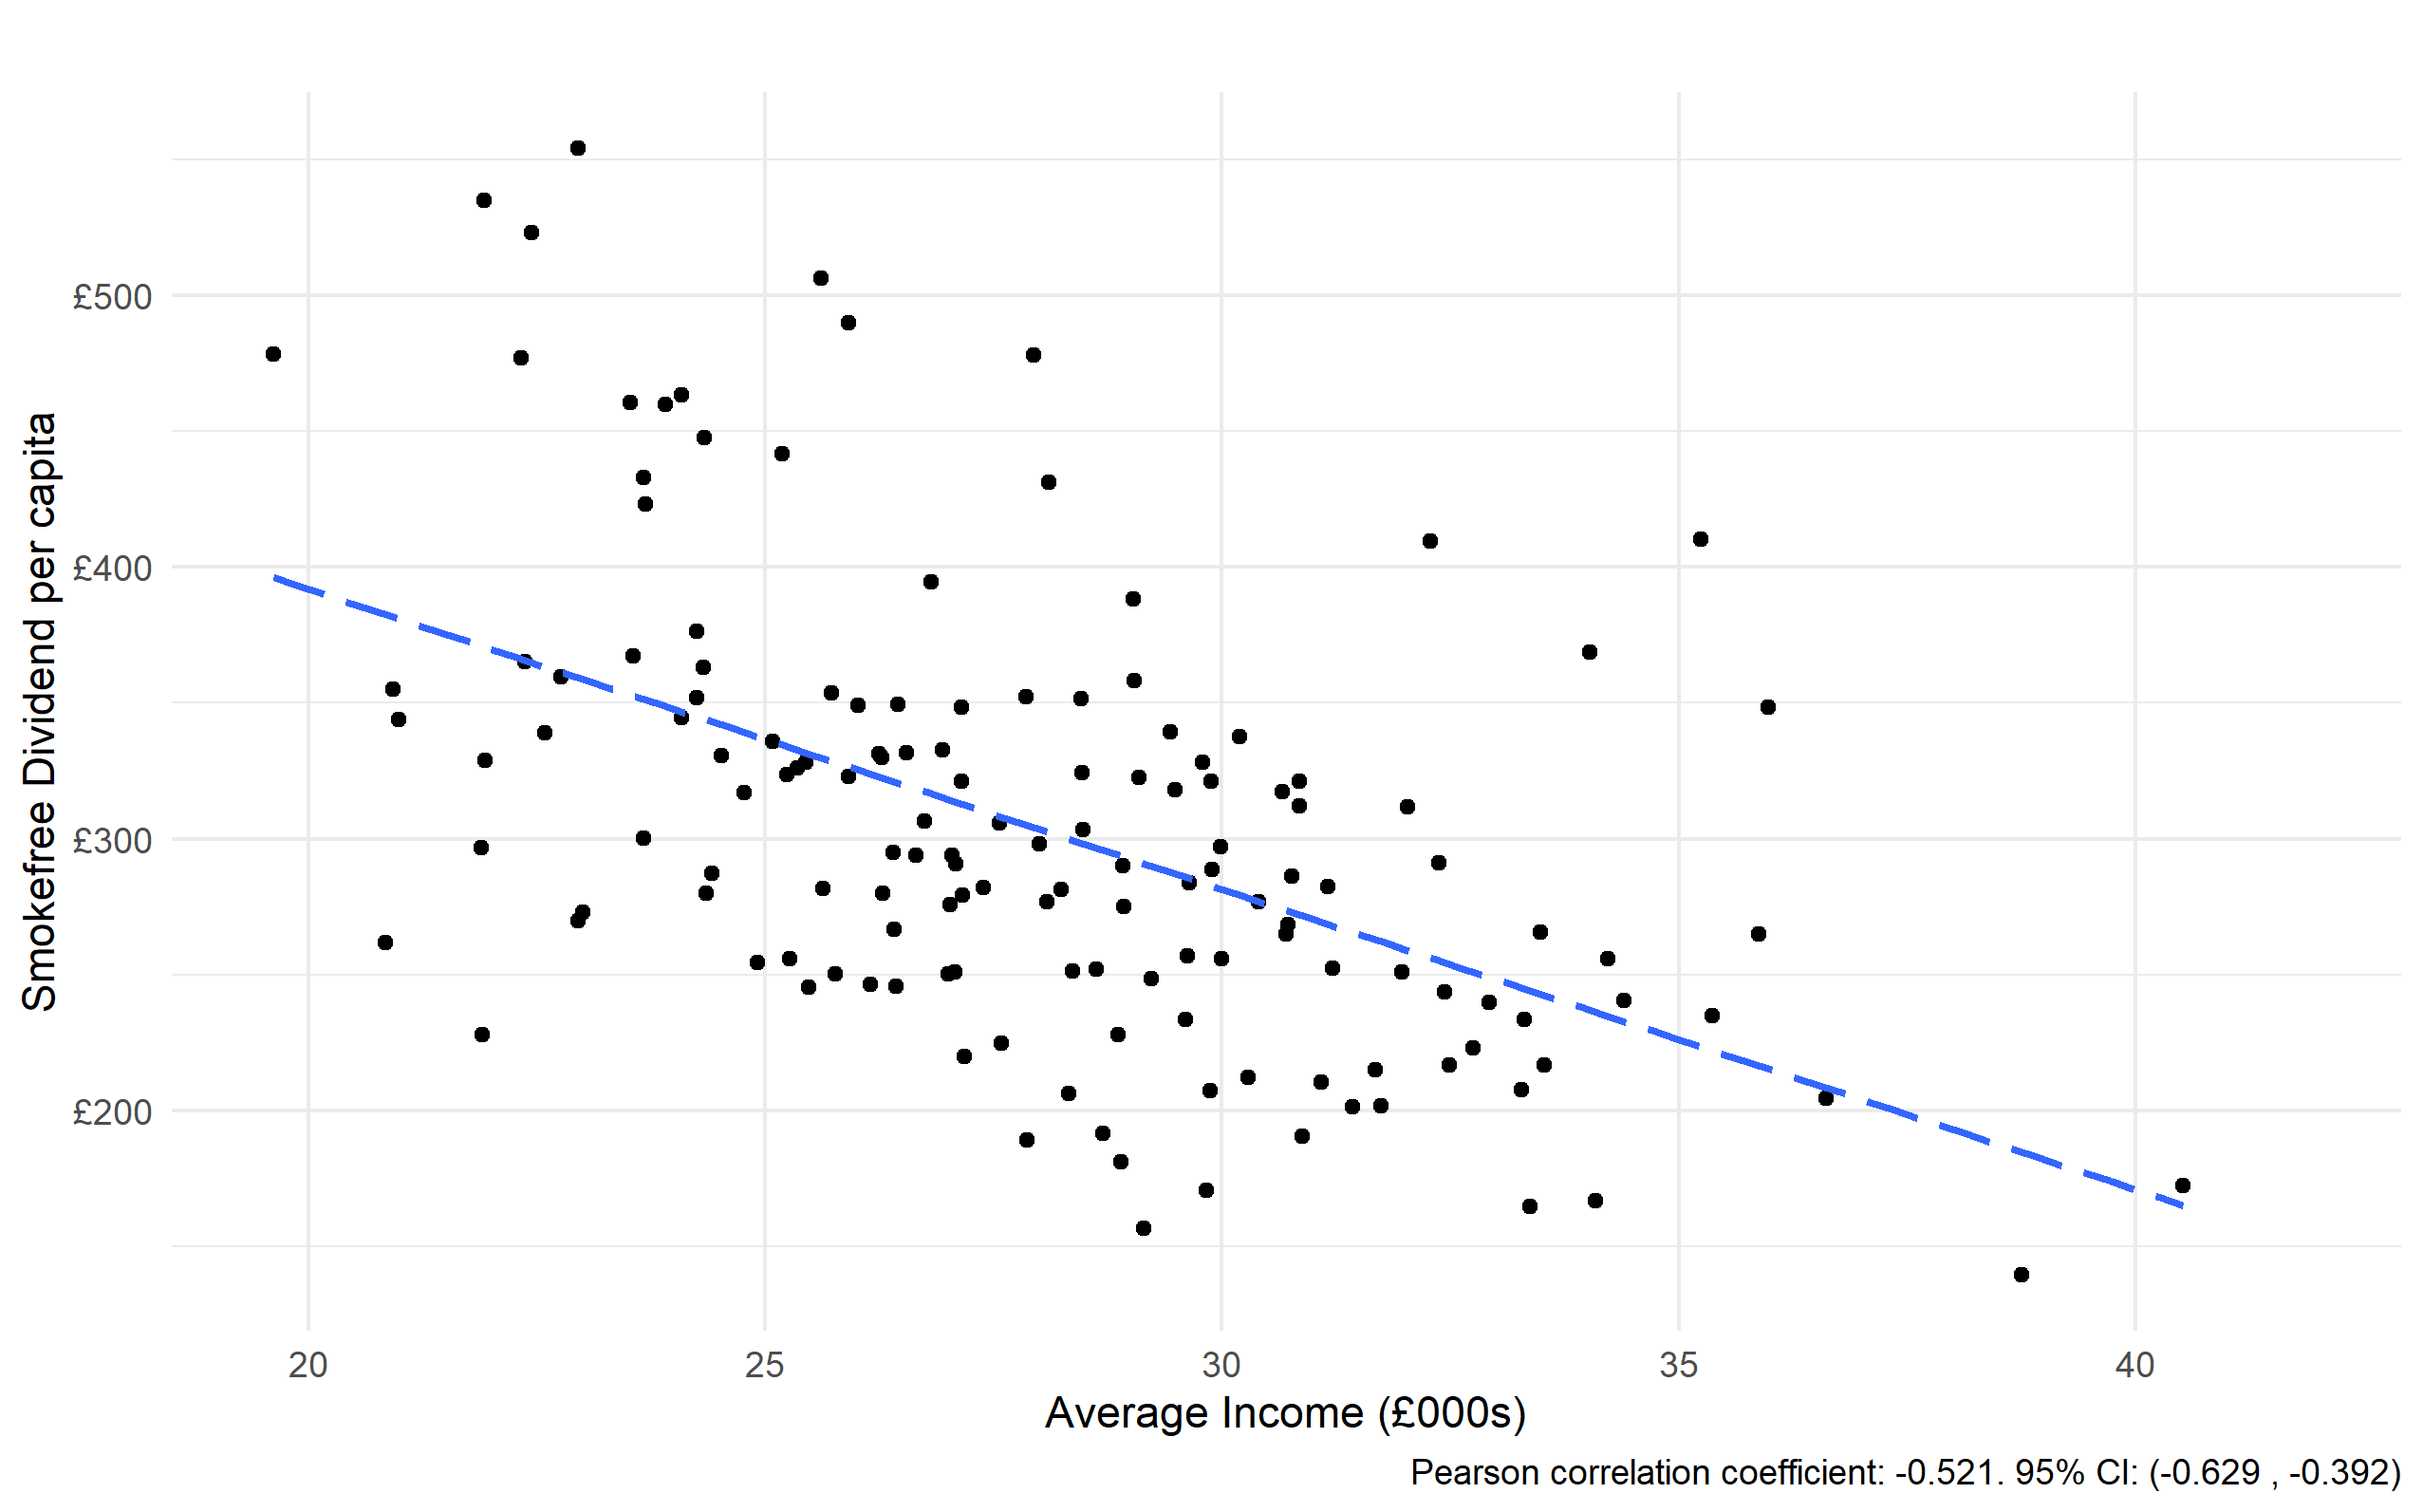 Smokefree Dividend per capita
£500
£400
£300
£200
20 25 30 35 40
Average Income (£000s)
Pearson correlation coefficient: -0.521. 95% CI: (-0.629 , -0.392)